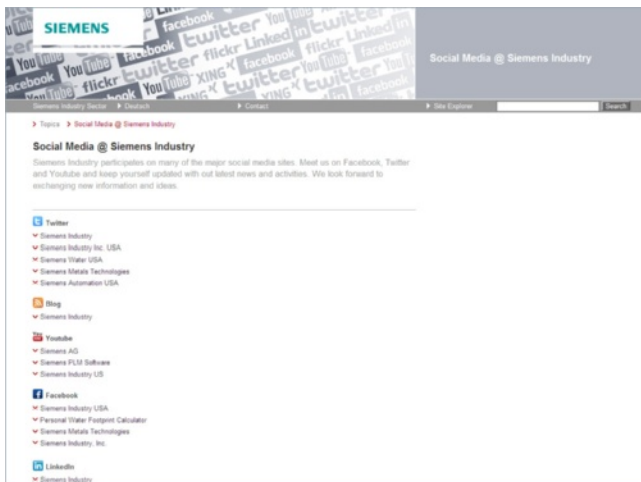 SIEMENS
Social Media @ Siemens Industry
Siemens Industry Sector Deutsch Contact Site Explorer Search
Topics Social Media @ Siemens Industry
Social Media @ Siemens Industry
Siemens Industry participates on many of the major social media sites. Meet us on Facebook, Twitter
and Youtube and keep yourself updated with out latest news and activities. We look forward to
exchanging new information and ideas.
Twitter
Siemens Industry
Siemens Industry Inc. USA
Siemens Water USA
Siemens Metals Technologies
Siemens Automation USA
Blog
Siemens Industry
Youtube
Siemens AG
Siemens PLM Software
Siemens Industry US
Facebook
Siemens Industry USA
Personal Water Footprint Calculator
Siemens Metals Technologies
Siemens Industry, Inc.
LinkedIn
Siemens Industry